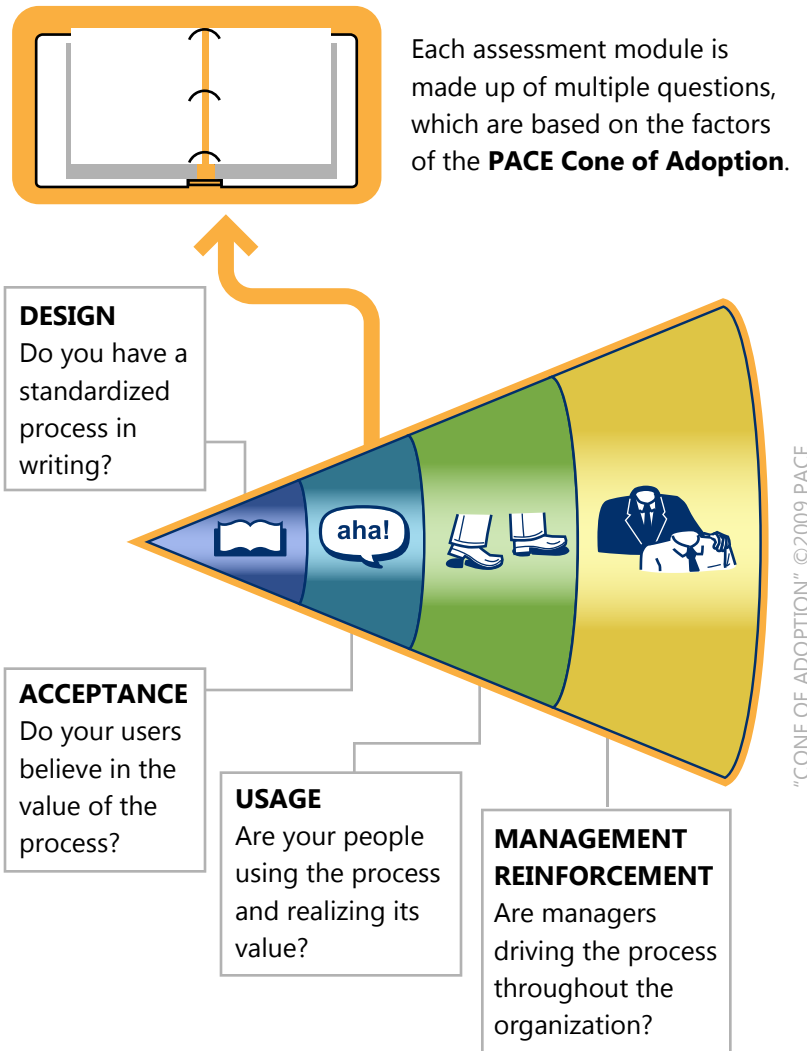 Each assessment module is
made up of multiple questions,
which are based on the factors
of the PACE Cone of Adoption.
DESIGN
Do you have a
standardized
process in
writing?
aha!
ACCEPTANCE
Do your users
believe in the
value of the
process?
USAGE
Are your people
using the process
and realizing its
value?
MANAGEMENT
REINFORCEMENT
Are managers
driving the process
throughout the
organization?
"CONE OF ADOPTION" ©2009 PACE